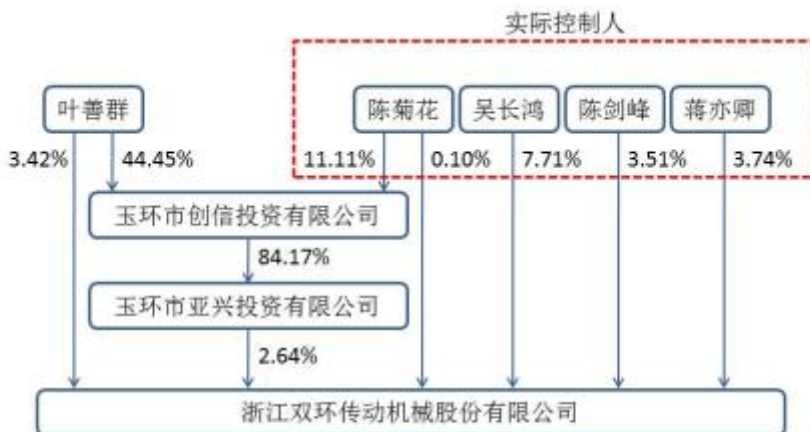 实际控制人
叶善群
陈菊花
吴长鸿
陈剑峰
蒋亦卿
3.42%
44.45%
11.11%
0.10%
7.71%
3.51%
3.74%
玉环市创信投资有限公司
84.17%
玉环市亚兴投资有限公司
2.64%
浙江双环传动机械股份有限公司